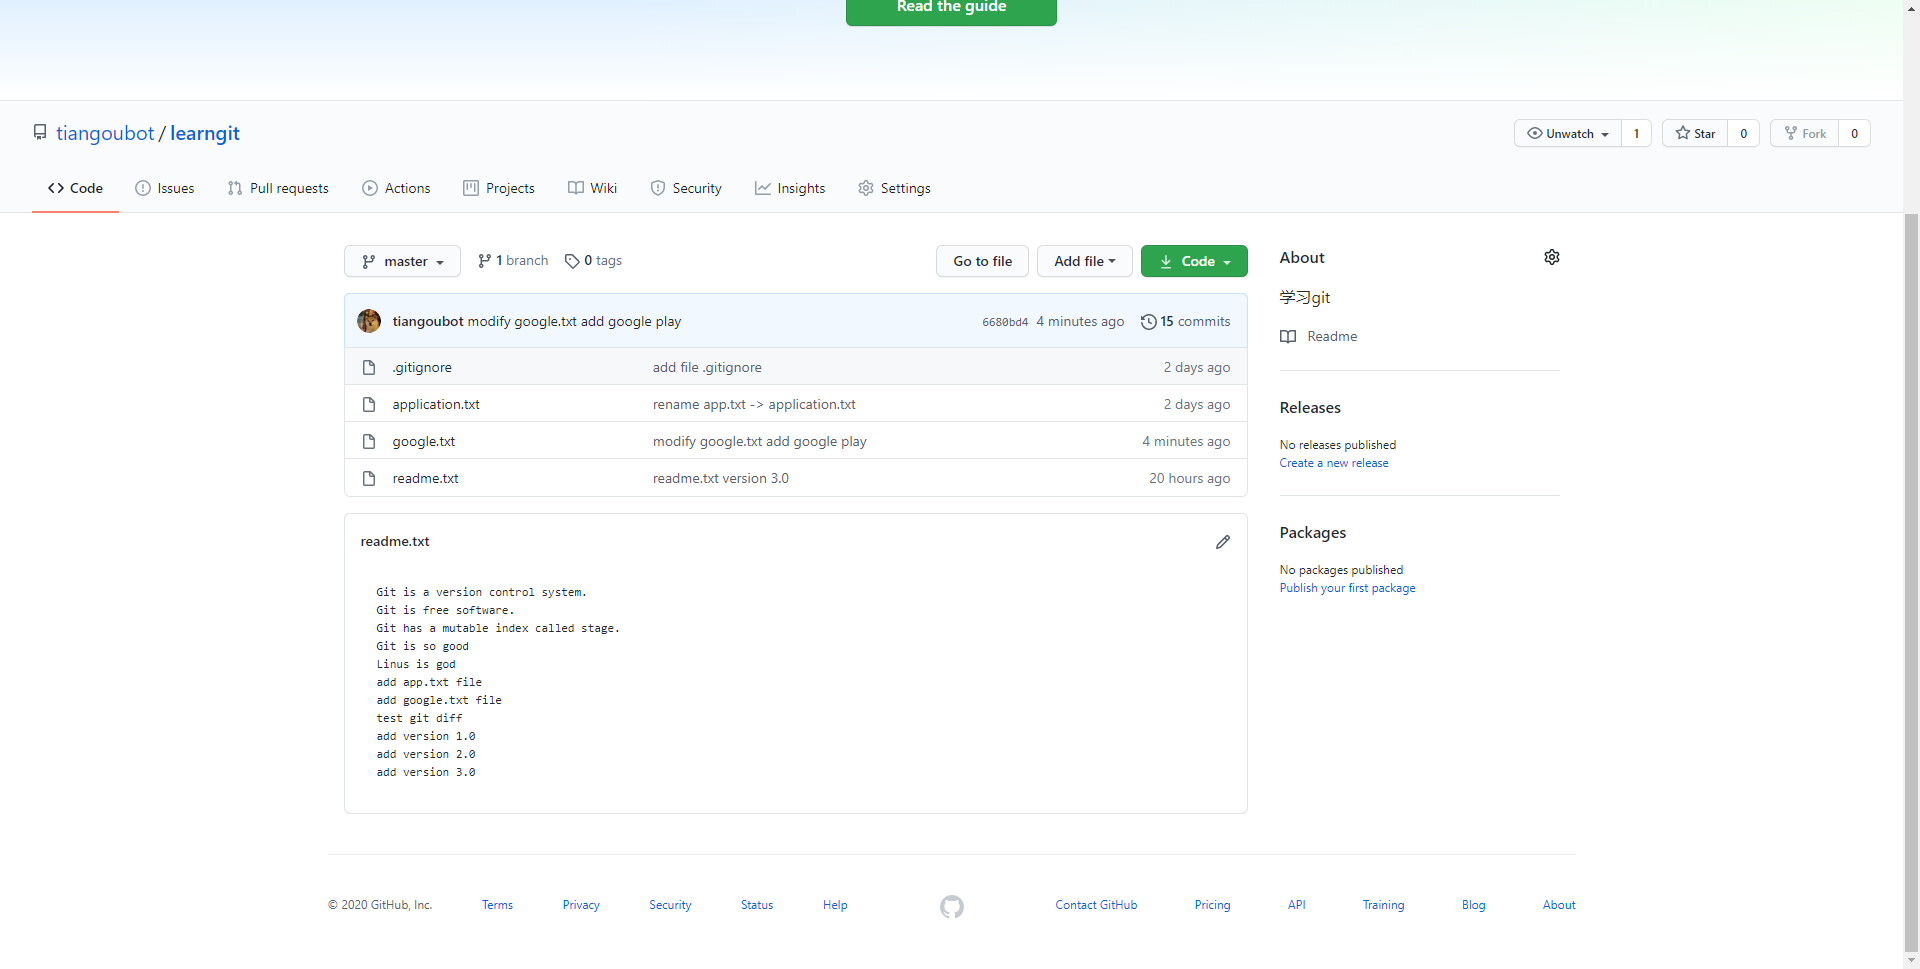 Read the guide
tiangoubot / learngit
Unwatch 1 Star 0 Fork 0
Code Issues Pull requests Actions Projects Wiki Security Insights Settings
master 1 branch 0 tags Go to file Add file Code
tiangoubot modify google.txt add google play 6680bd4 4 minutes ago 15 commits
.gitignore add file .gitignore 2 days ago
application.txt rename app.txt -> application.txt 2 days ago
google.txt modify google.txt add google play 4 minutes ago
readme.txt readme.txt version 3.0 20 hours ago
readme.txt
Git is a version control system.
Git is free software.
Git has a mutable index called stage.
Git is so good
Linus is god
add app.txt file
add google.txt file
test git diff
add version 1.0
add version 2.0
add version 3.0
About
学习git
Readme
Releases
No releases published
Create a new release
Packages
No packages published
Publish your first package
© 2020 GitHub, Inc. Terms Privacy Security Status Help Contact GitHub Pricing API Training Blog About